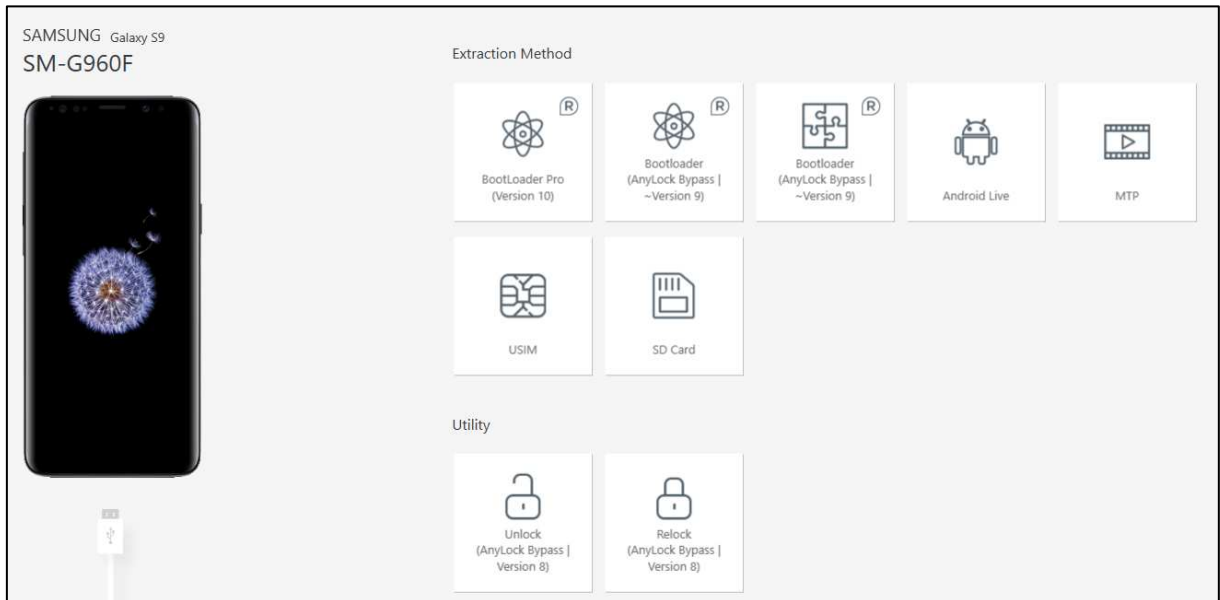 SAMSUNG Galaxy S9
SM-G960F
Extraction Method
R
BootLoader Pro
(Version 10)
R
Bootloader
(AnyLock Bypass |
~Version 9)
R
Bootloader
(AnyLock Bypass |
~Version 9)
Android Live
MTP
USIM
SD Card
Utility
Unlock
(AnyLock Bypass |
Version 8)
Relock
(AnyLock Bypass |
Version 8)